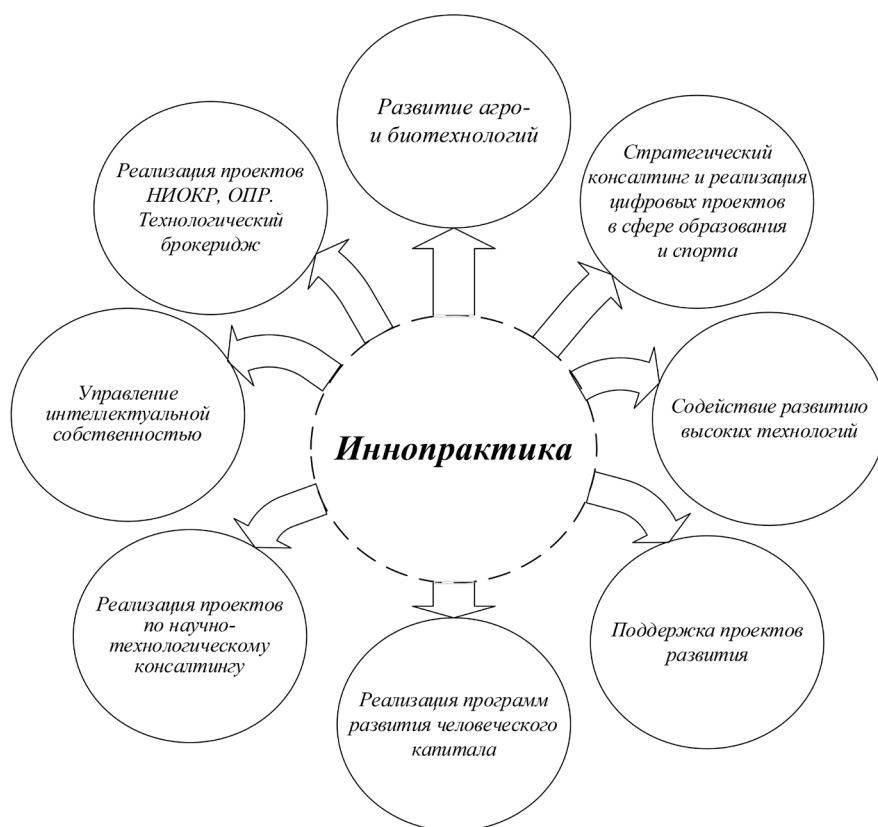 Развитие агро-
и биотехнологий
Стратегический
консалтинг и реализация
цифровых проектов
в сфере образования
и спорта
Реализация проектов
НИОКР, ОПР.
Технологический
брокеридж
Управление
интеллектуальной
собственностью
Иннопрактика
Содействие развитию
высоких технологий
Реализация проектов
по научно-
технологическому
консалтингу
Поддержка проектов
развития
Реализация программ
развития человеческого
капитала